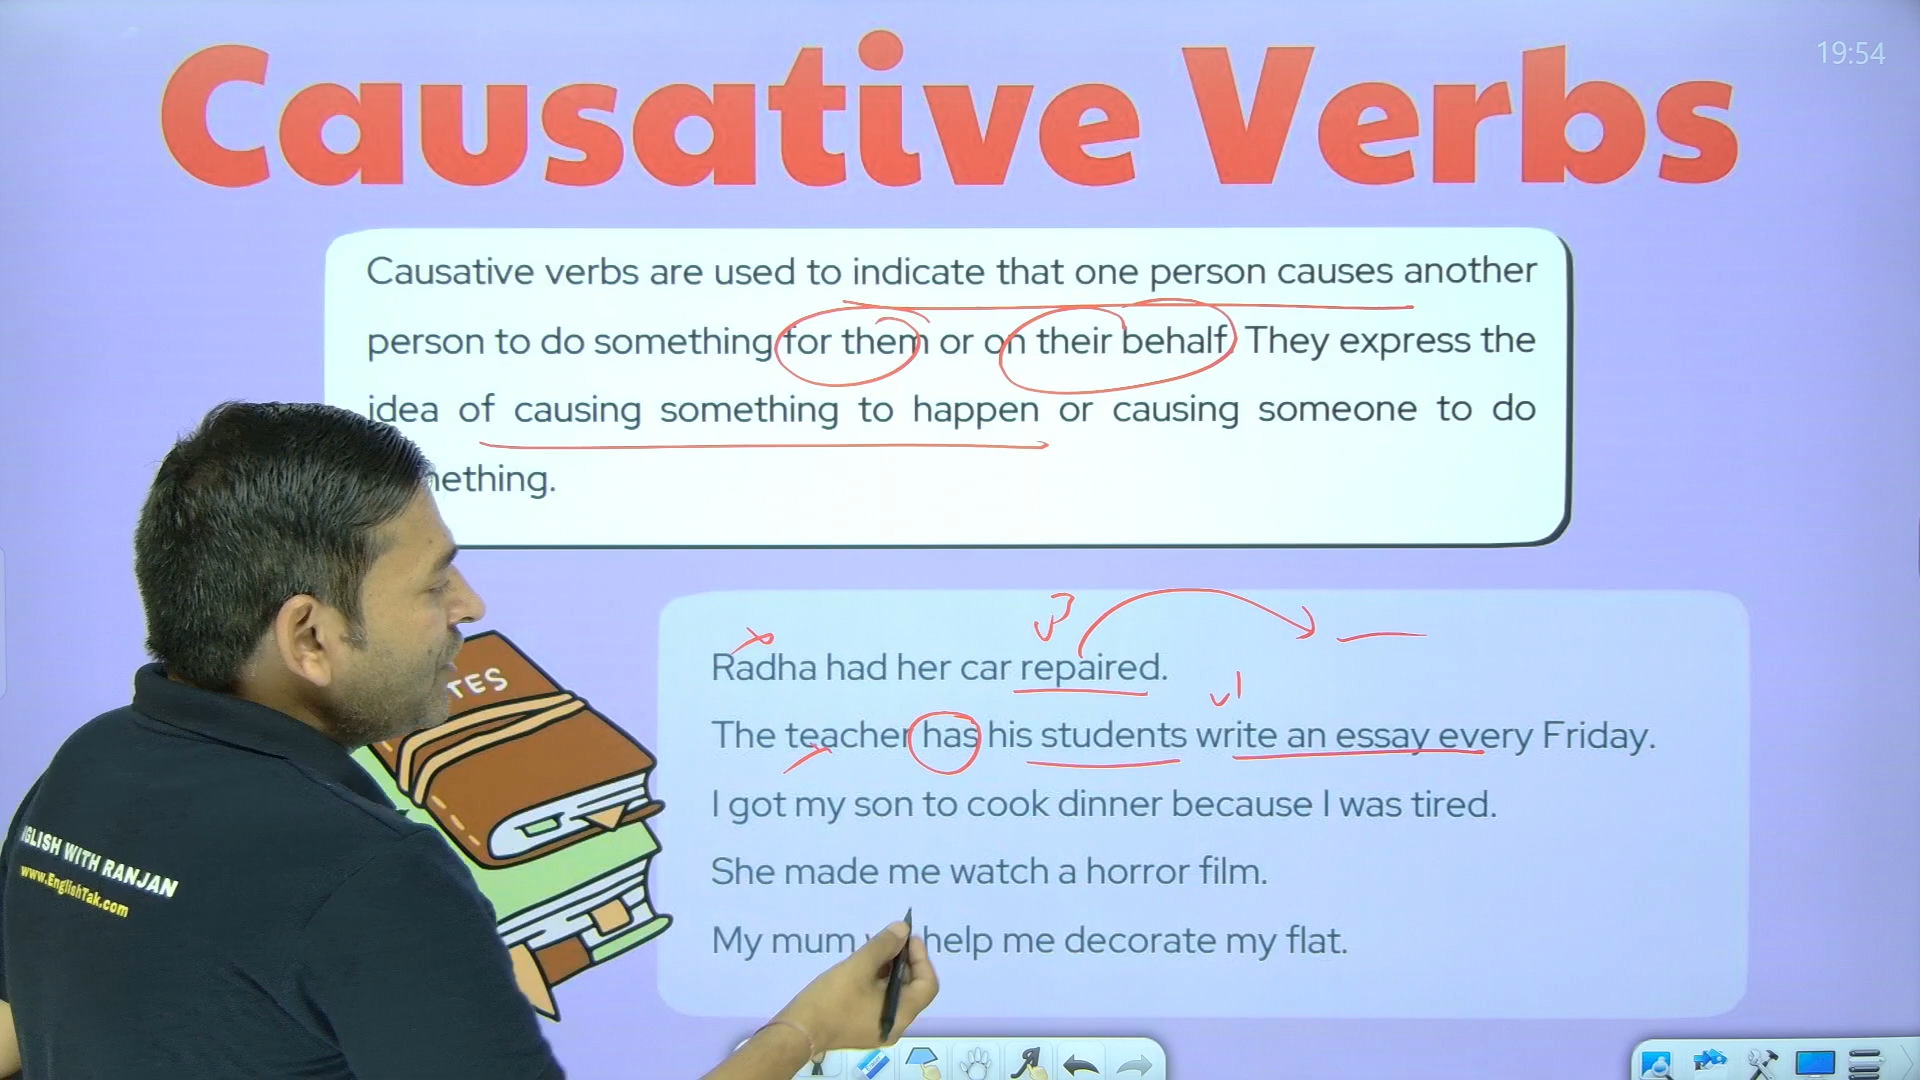 Causative Verbs
19:54
Causative verbs are used to indicate that one person causes another
person to do something for them or on their behalf. They express the
idea of causing something to happen or causing someone to do
nething.
TES
v3
Radha had her car repaired.
v1
The teacher has his students write an essay every Friday.
I got my son to cook dinner because I was tired.
She made me watch a horror film.
My mum help me decorate my flat.
GLISH WITH RANJAN
www.EnglishTak.com